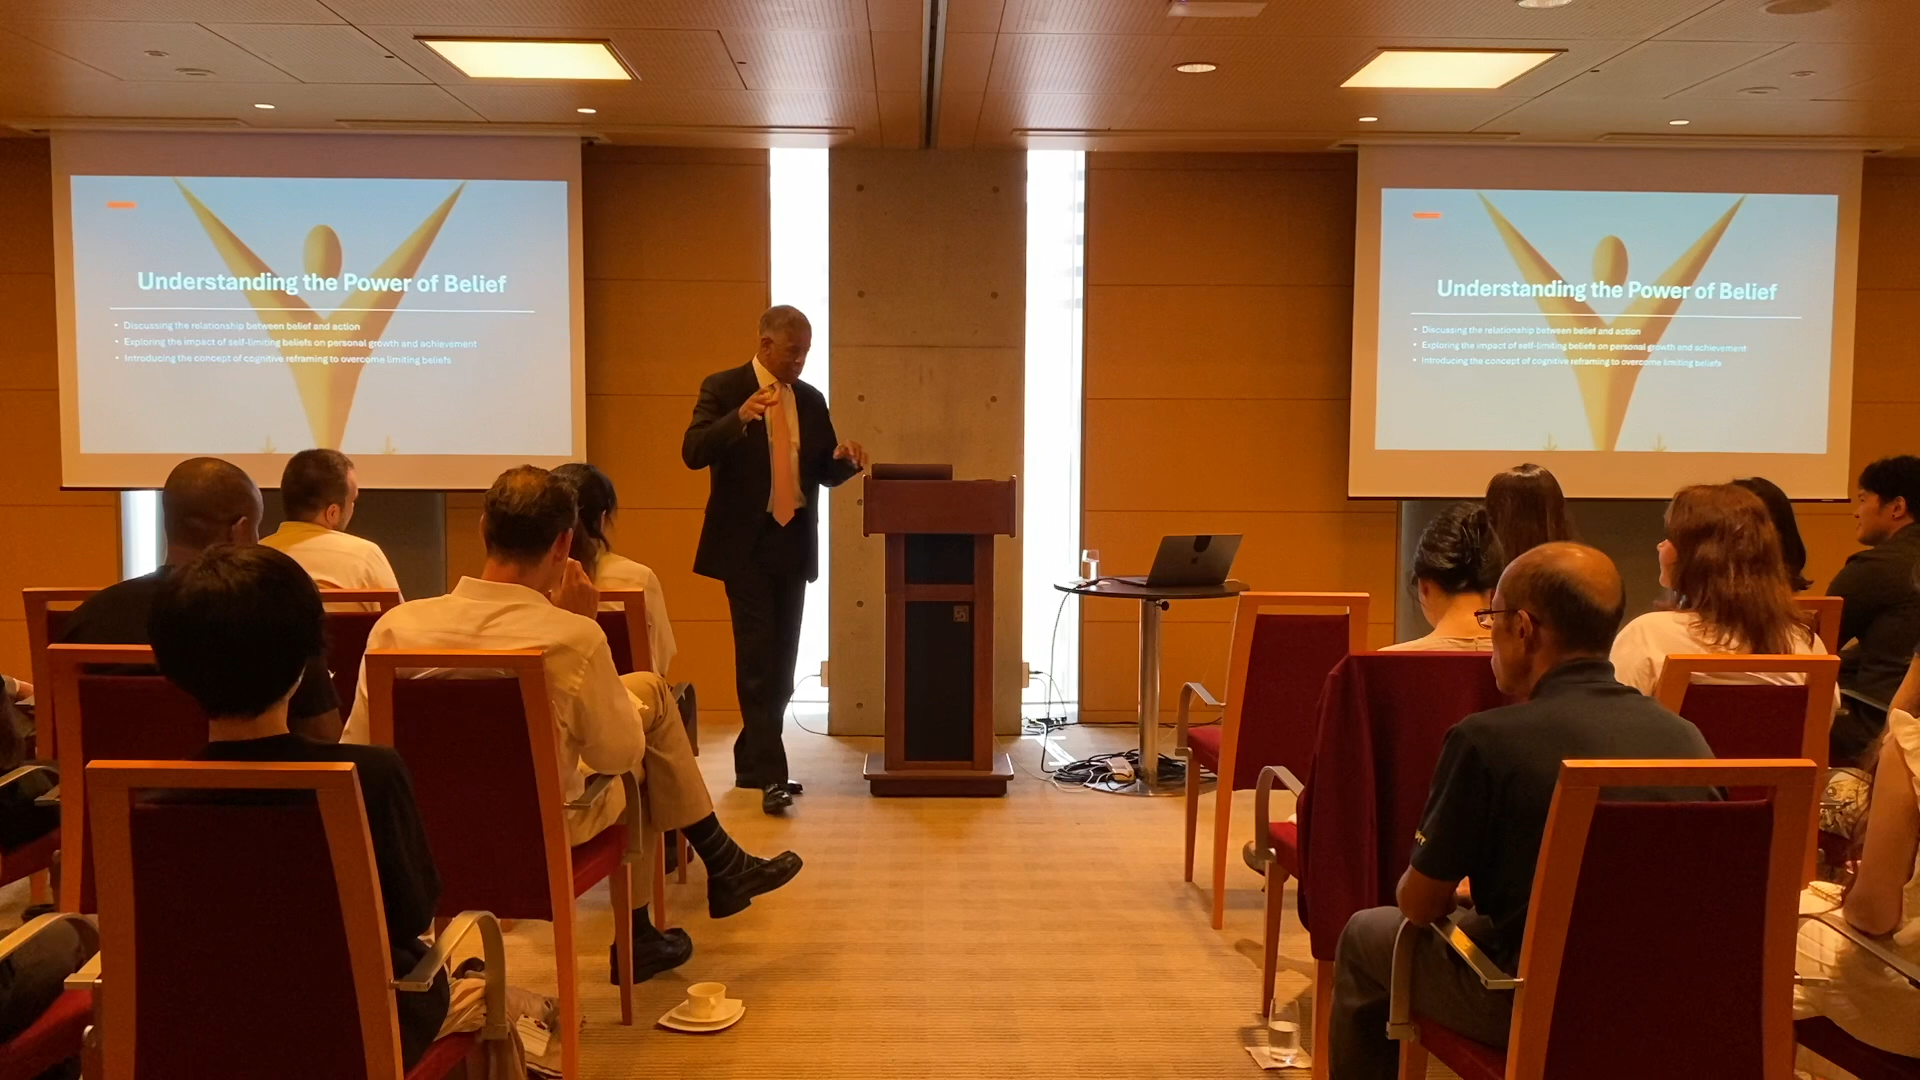 Understanding the Power of Belief
• Discussing the relationship between belief and action
• Exploring the impact of self-limiting beliefs on personal growth and achievement
• Introducing the concept of cognitive reframing to overcome limiting beliefs
Understanding the Power of Belief
• Discussing the relationship between belief and action
• Exploring the impact of self-limiting beliefs on personal growth and achievement
• Introducing the concept of cognitive reframing to overcome limiting beliefs